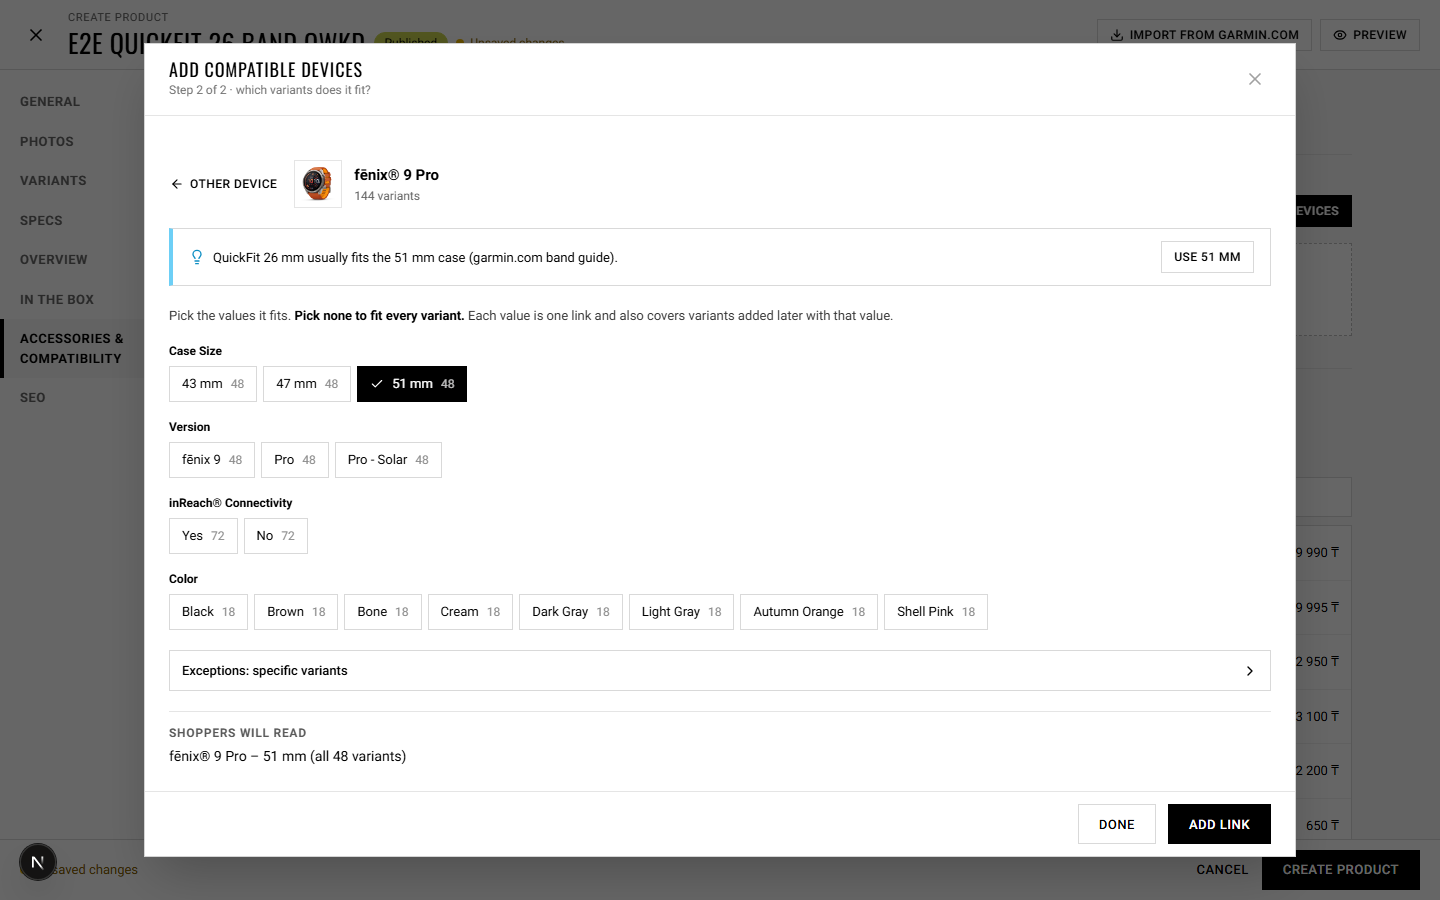 CREATE PRODUCT
E2E QUICKFIT 26 BAND QWKD
Published
Unsaved changes
IMPORT FROM GARMIN.COM
PREVIEW
GENERAL
PHOTOS
VARIANTS
SPECS
OVERVIEW
IN THE BOX
ACCESSORIES &
COMPATIBILITY
SEO
ADD COMPATIBLE DEVICES
Step 2 of 2 · which variants does it fit?
OTHER DEVICE
fēnix® 9 Pro
144 variants
QuickFit 26 mm usually fits the 51 mm case (garmin.com band guide).
USE 51 MM
Pick the values it fits. Pick none to fit every variant. Each value is one link and also covers variants added later with that value.
Case Size
43 mm 48
47 mm 48
51 mm 48
Version
fēnix 9 48
Pro 48
Pro - Solar 48
inReach® Connectivity
Yes 72
No 72
Color
Black 18
Brown 18
Bone 18
Cream 18
Dark Gray 18
Light Gray 18
Autumn Orange 18
Shell Pink 18
Exceptions: specific variants
SHOPPERS WILL READ
fēnix® 9 Pro – 51 mm (all 48 variants)
DONE
ADD LINK
EVICES
9 990 ₸
9 995 ₸
2 950 ₸
3 100 ₸
2 200 ₸
650 ₸
N
saved changes
CANCEL
CREATE PRODUCT